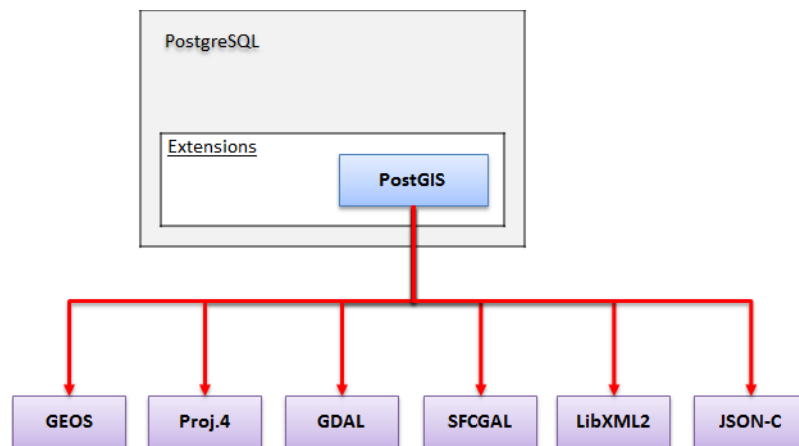 PostgreSQL
Extensions
PostGIS
GEOS
Proj.4
GDAL
SFCGAL
LibXML2
JSON-C